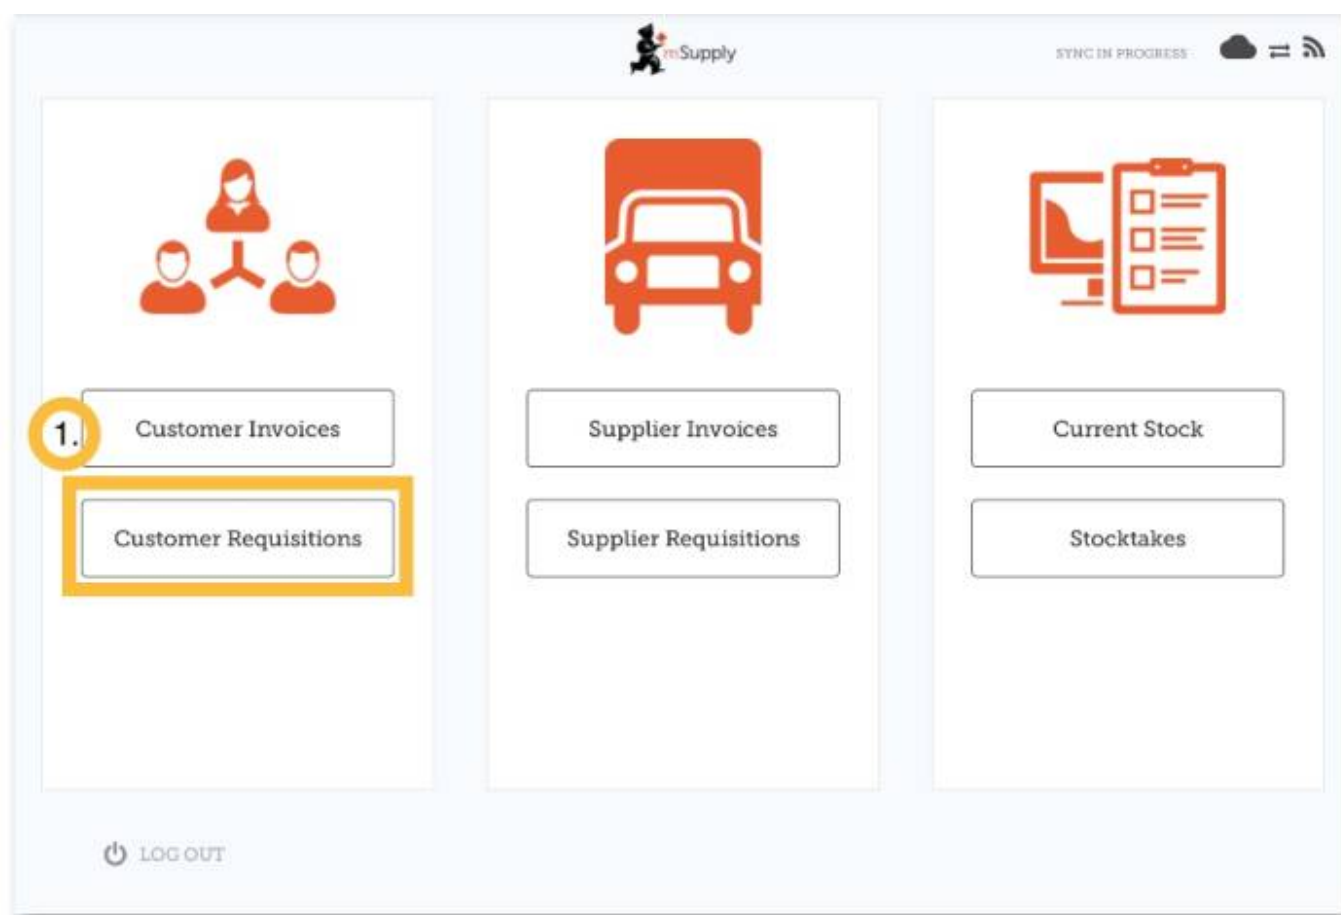 mSupply
SYNC IN PROGRESS
1.
Customer Invoices
Customer Requisitions
Supplier Invoices
Supplier Requisitions
Current Stock
Stocktakes
LOG OUT